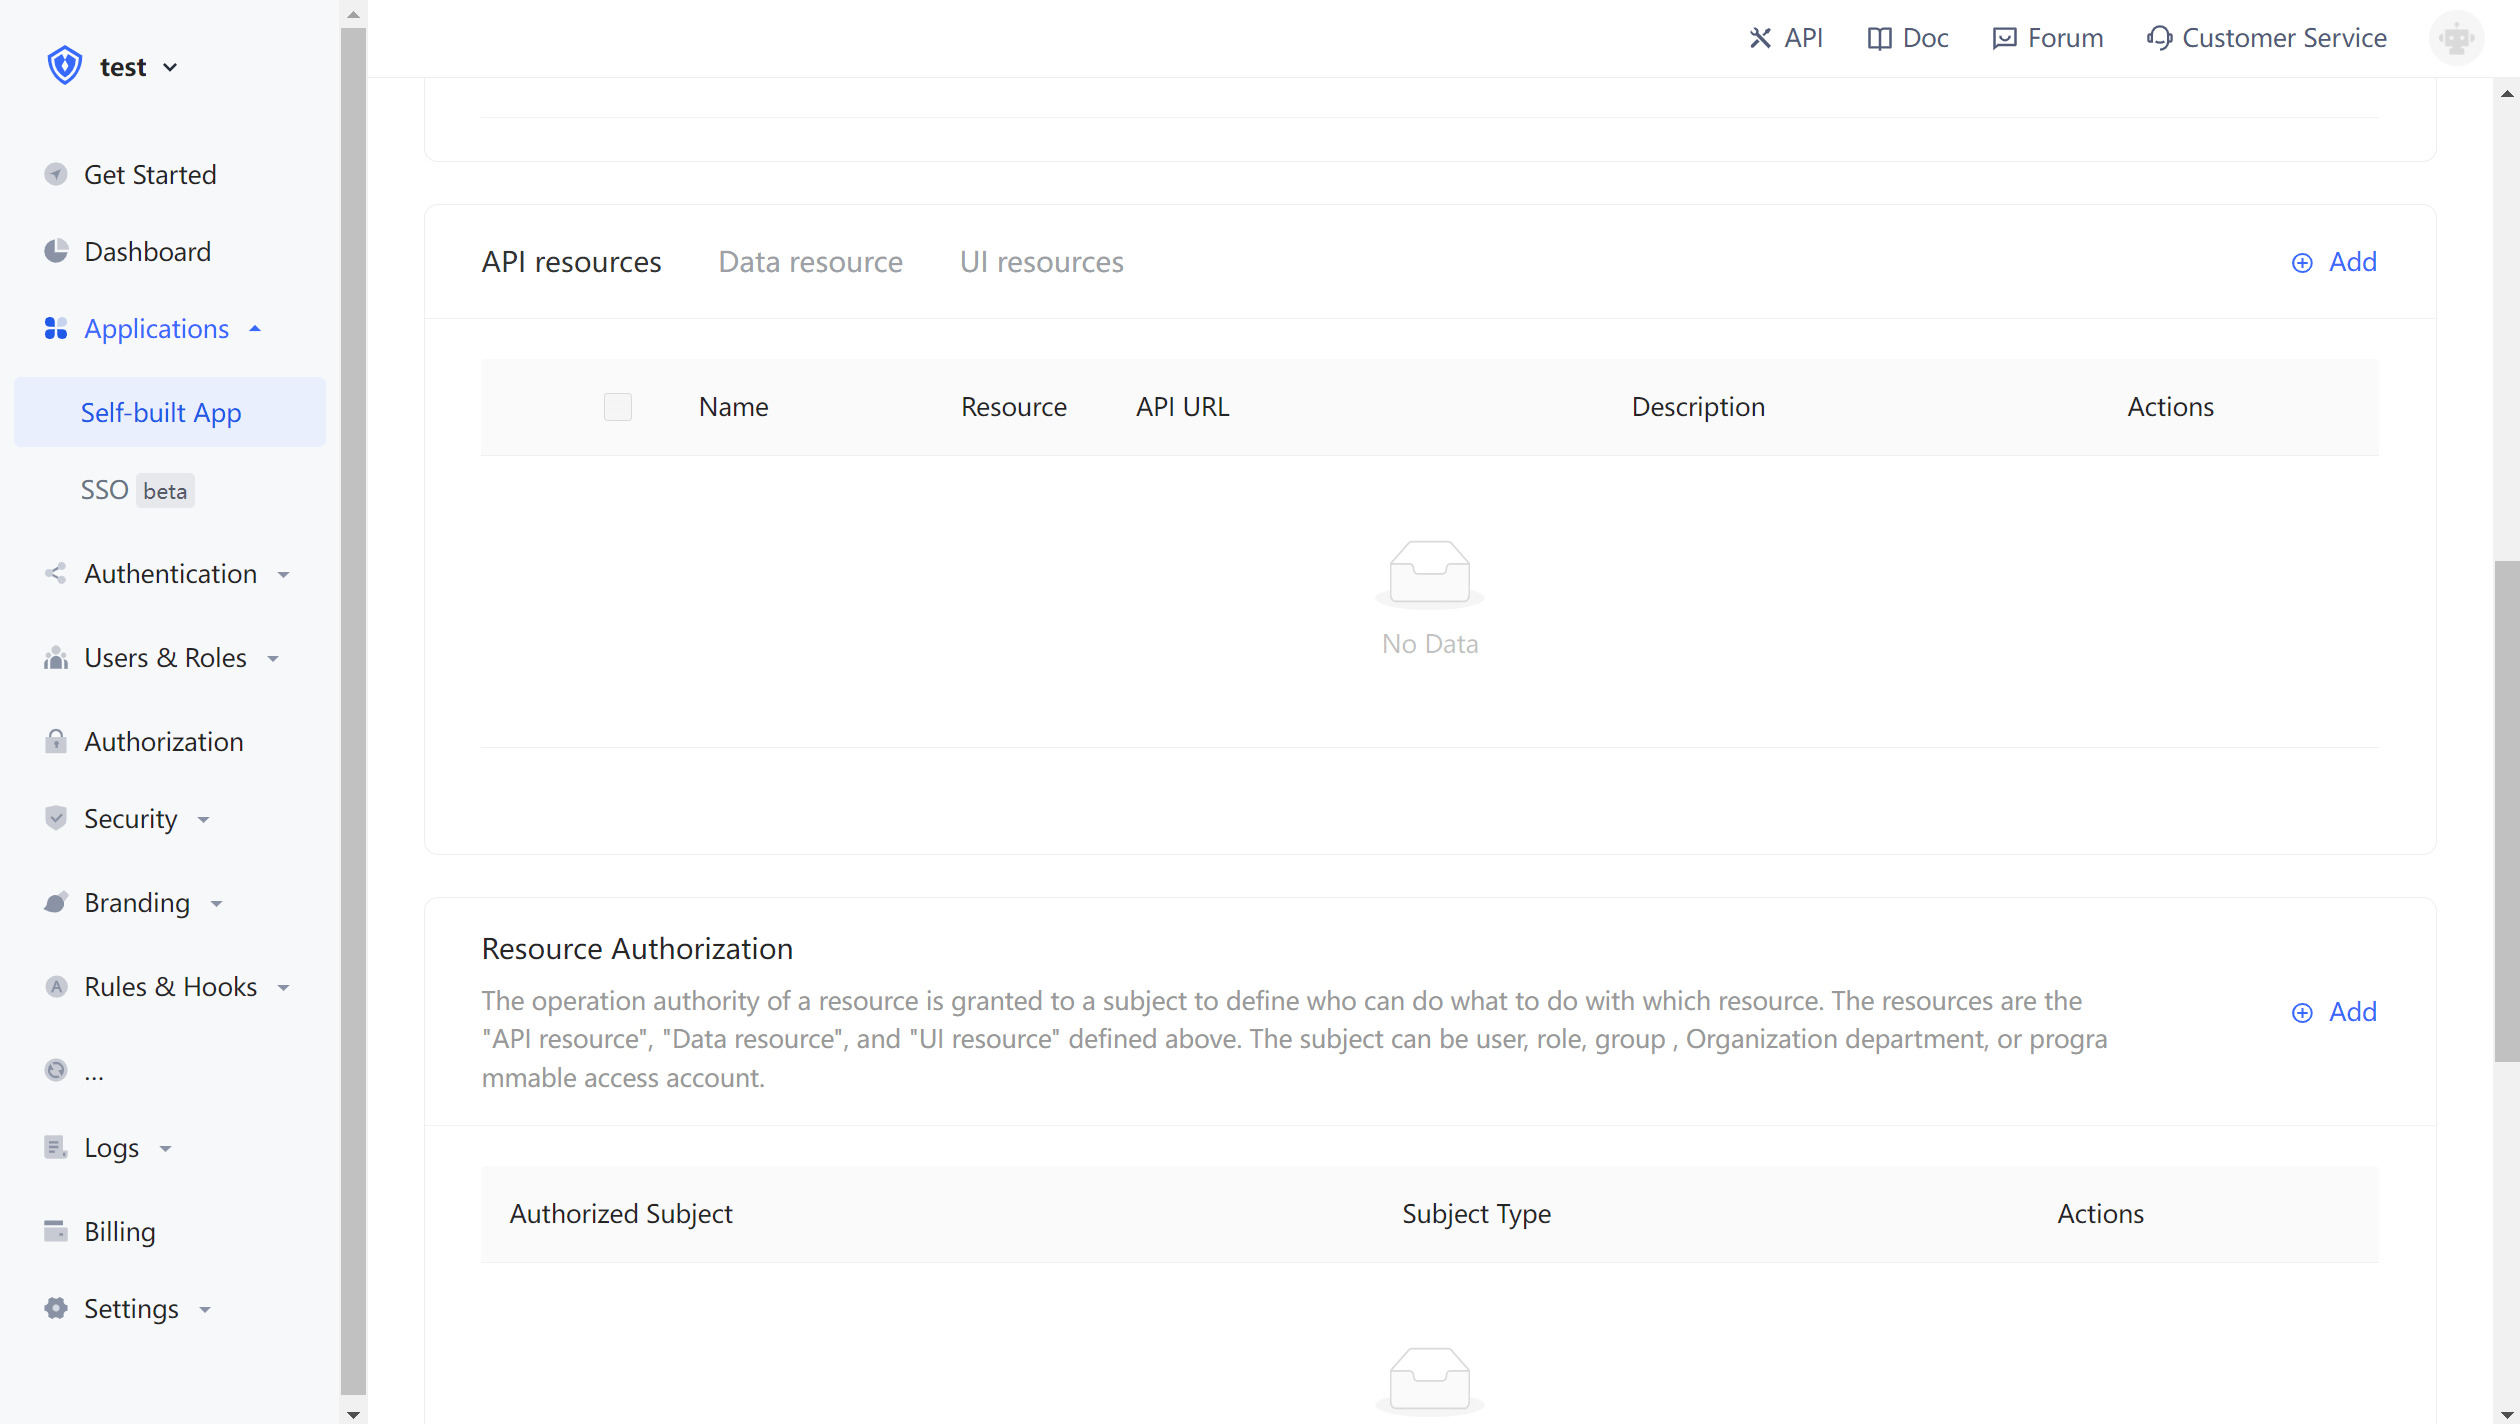 test
API
Doc
Forum
Customer Service
Get Started
Dashboard
Applications
Self-built App
SSO beta
Authentication
Users & Roles
Authorization
Security
Branding
Rules & Hooks
...
Logs
Billing
Settings
API resources
Data resource
UI resources
Add
Name
Resource
API URL
Description
Actions
No Data
Resource Authorization
The operation authority of a resource is granted to a subject to define who can do what to do with which resource. The resources are the
"API resource", "Data resource", and "UI resource" defined above. The subject can be user, role, group , Organization department, or progra
mmable access account.
Add
Authorized Subject
Subject Type
Actions